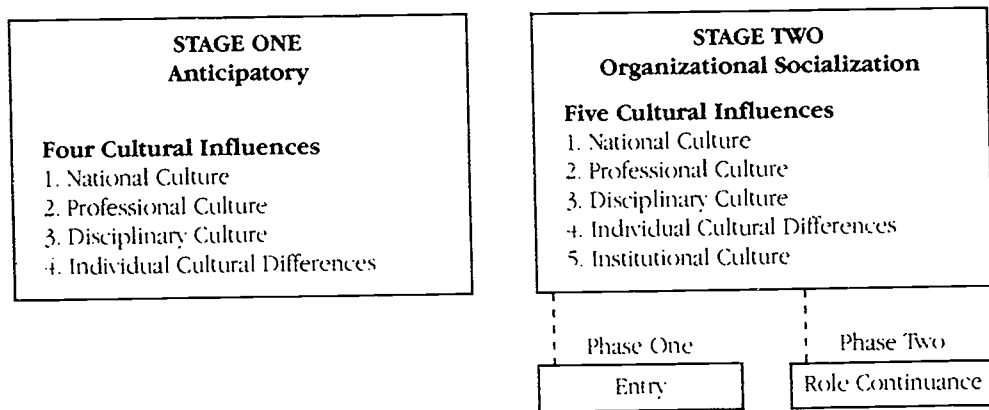 STAGE ONE
Anticipatory
Four Cultural Influences
1. National Culture
2. Professional Culture
3. Disciplinary Culture
4. Individual Cultural Differences
STAGE TWO
Organizational Socialization
Five Cultural Influences
1. National Culture
2. Professional Culture
3. Disciplinary Culture
4. Individual Cultural Differences
5. Institutional Culture
Phase One
Entry
Phase Two
Role Continuance